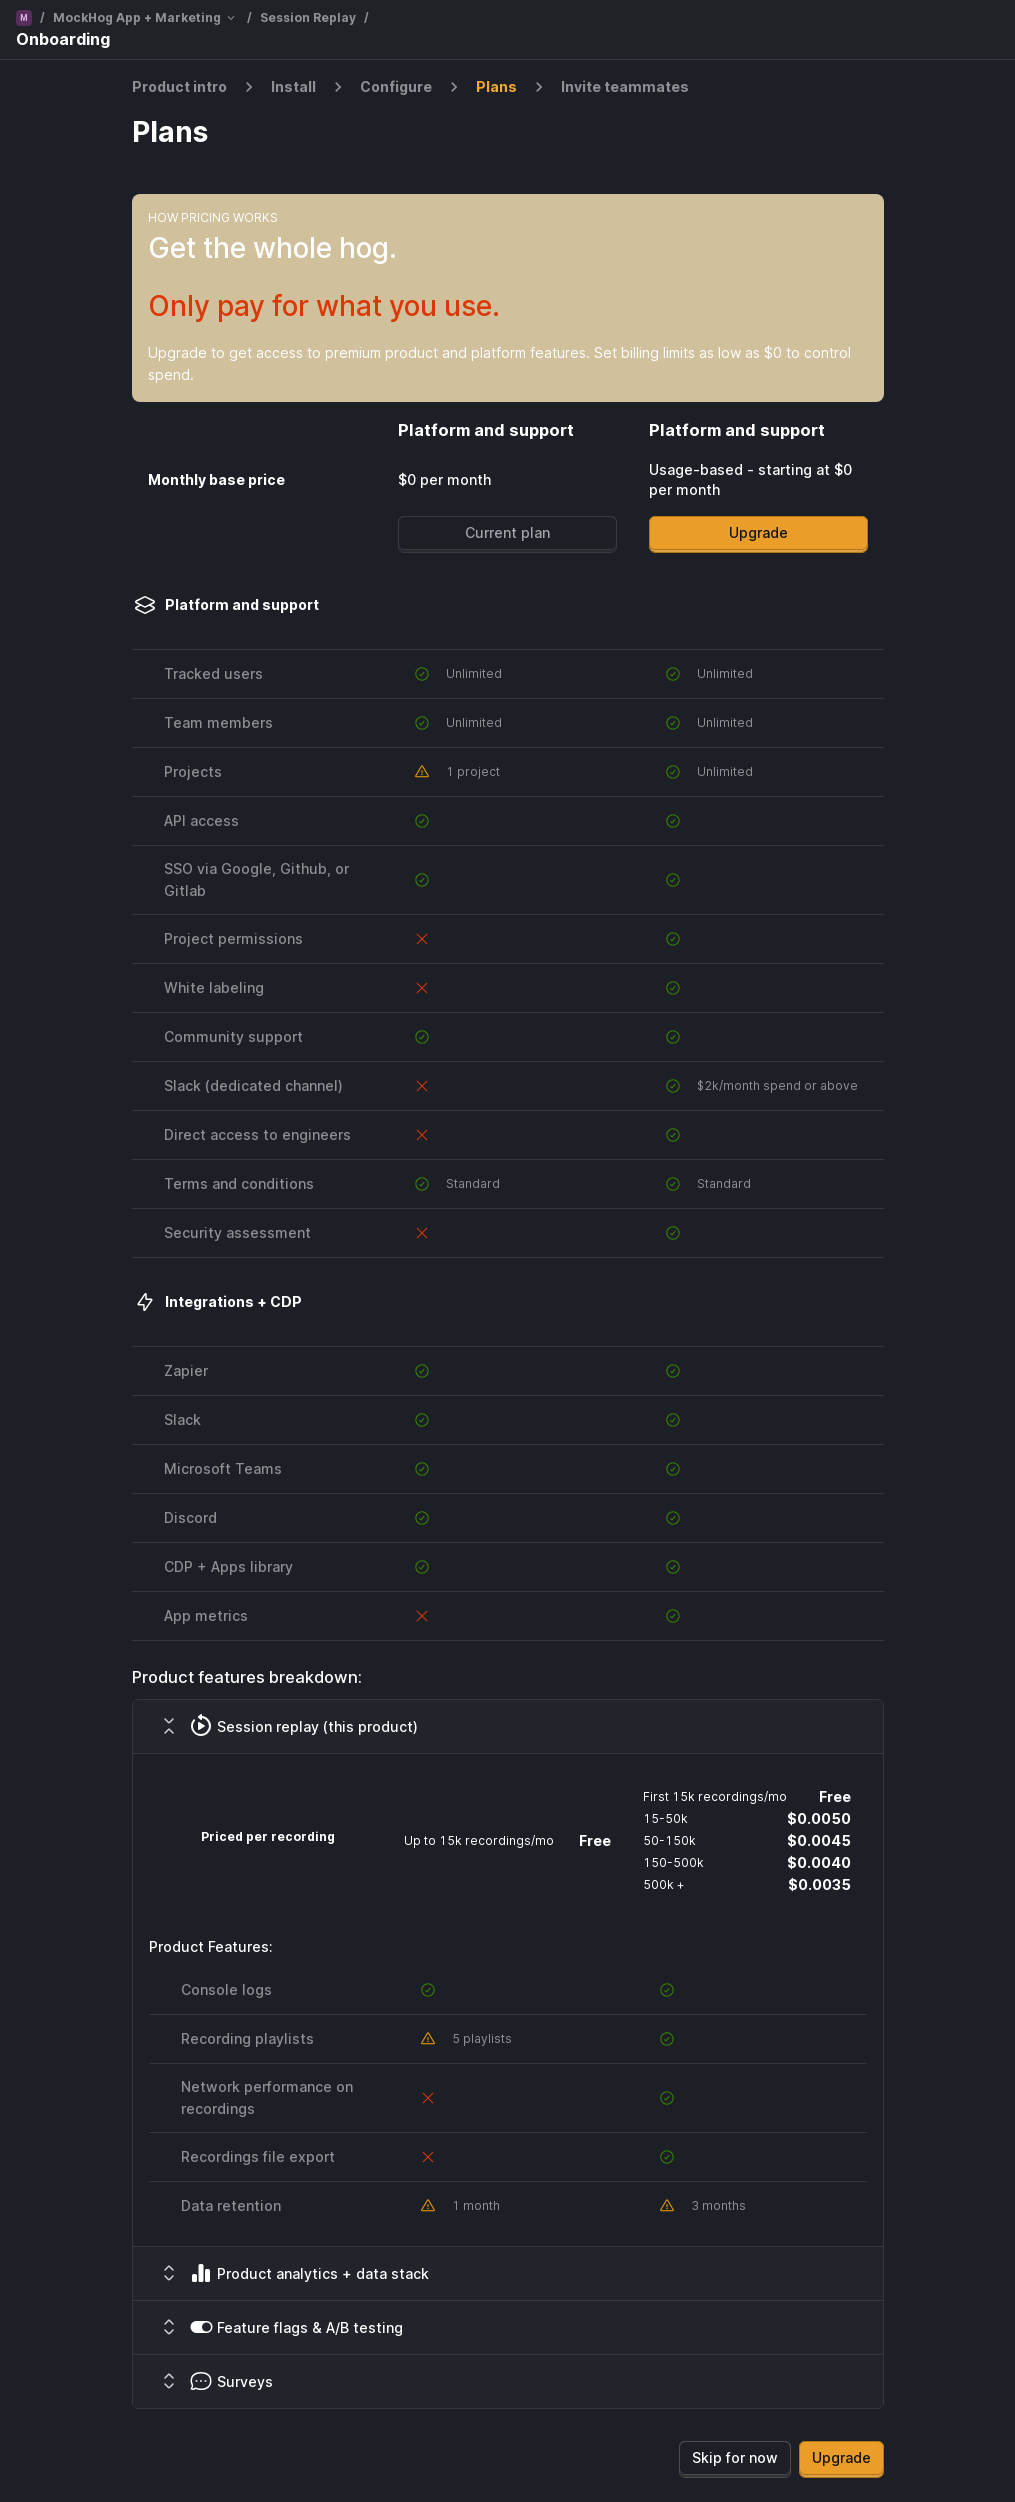 M / MockHog App + Marketing / Session Replay /
Onboarding
Product intro Install Configure Plans Invite teammates
Plans
HOW PRICING WORKS
Get the whole hog.
Only pay for what you use.
Upgrade to get access to premium product and platform features. Set billing limits as low as $0 to control
spend.
Platform and support Platform and support
Monthly base price $0 per month Usage-based - starting at $0
per month
Current plan Upgrade
Platform and support
Tracked users Unlimited Unlimited
Team members Unlimited Unlimited
Projects 1 project Unlimited
API access
SSO via Google, Github, or
Gitlab
Project permissions
White labeling
Community support
Slack (dedicated channel) $2k/month spend or above
Direct access to engineers
Terms and conditions Standard Standard
Security assessment
Integrations + CDP
Zapier
Slack
Microsoft Teams
Discord
CDP + Apps library
App metrics
Product features breakdown:
Session replay (this product)
Priced per recording
Up to 15k recordings/mo Free
First 15k recordings/mo Free
15-50k $0.0050
50-150k $0.0045
150-500k $0.0040
500k + $0.0035
Product Features:
Console logs
Recording playlists 5 playlists
Network performance on
recordings
Recordings file export
Data retention 1 month 3 months
Product analytics + data stack
Feature flags & A/B testing
Surveys
Skip for now Upgrade